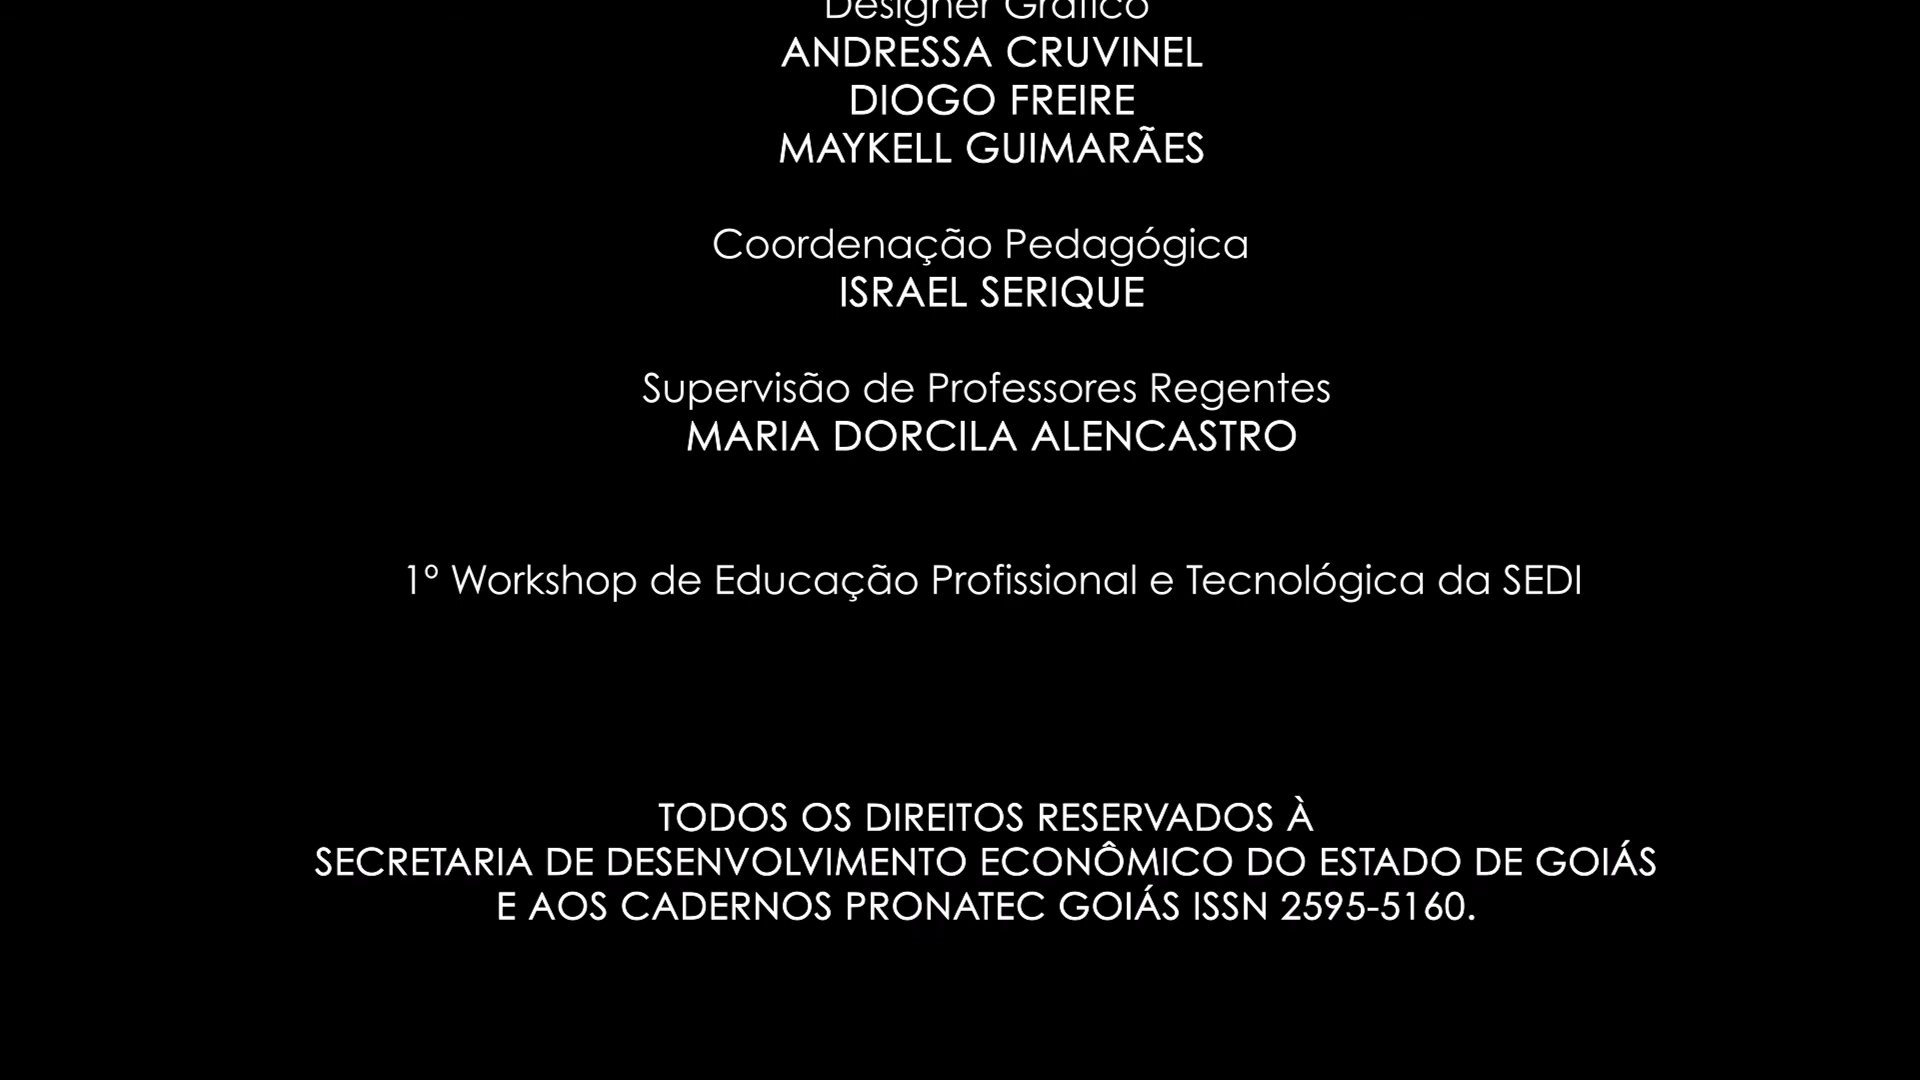 Designer Gráfico
ANDRESSA CRUVINEL
DIOGO FREIRE
MAYKELL GUIMARÃES
Coordenação Pedagógica
ISRAEL SERIQUE
Supervisão de Professores Regentes
MARIA DORCILA ALENCASTRO
1º Workshop de Educação Profissional e Tecnológica da SEDI
TODOS OS DIREITOS RESERVADOS À
SECRETARIA DE DESENVOLVIMENTO ECONÔMICO DO ESTADO DE GOIÁS
E AOS CADERNOS PRONATEC GOIÁS ISSN 2595-5160.